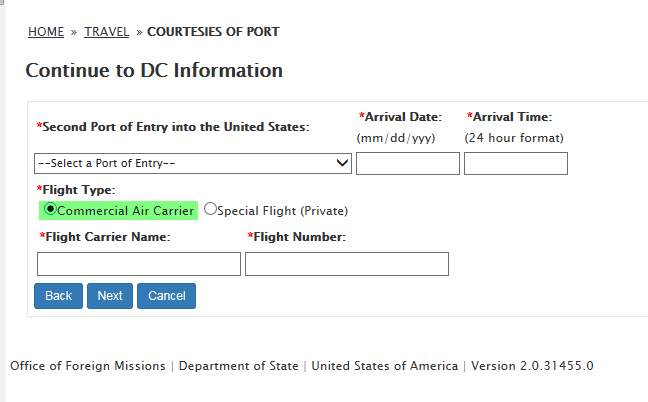 HOME » TRAVEL » COURTESIES OF PORT
Continue to DC Information
*Second Port of Entry into the United States:
*Arrival Date:
(mm/dd/yyy)
*Arrival Time:
(24 hour format)
--Select a Port of Entry--
*Flight Type:
Commercial Air Carrier Special Flight (Private)
*Flight Carrier Name: *Flight Number:
Back Next Cancel
Office of Foreign Missions | Department of State | United States of America | Version 2.0.31455.0